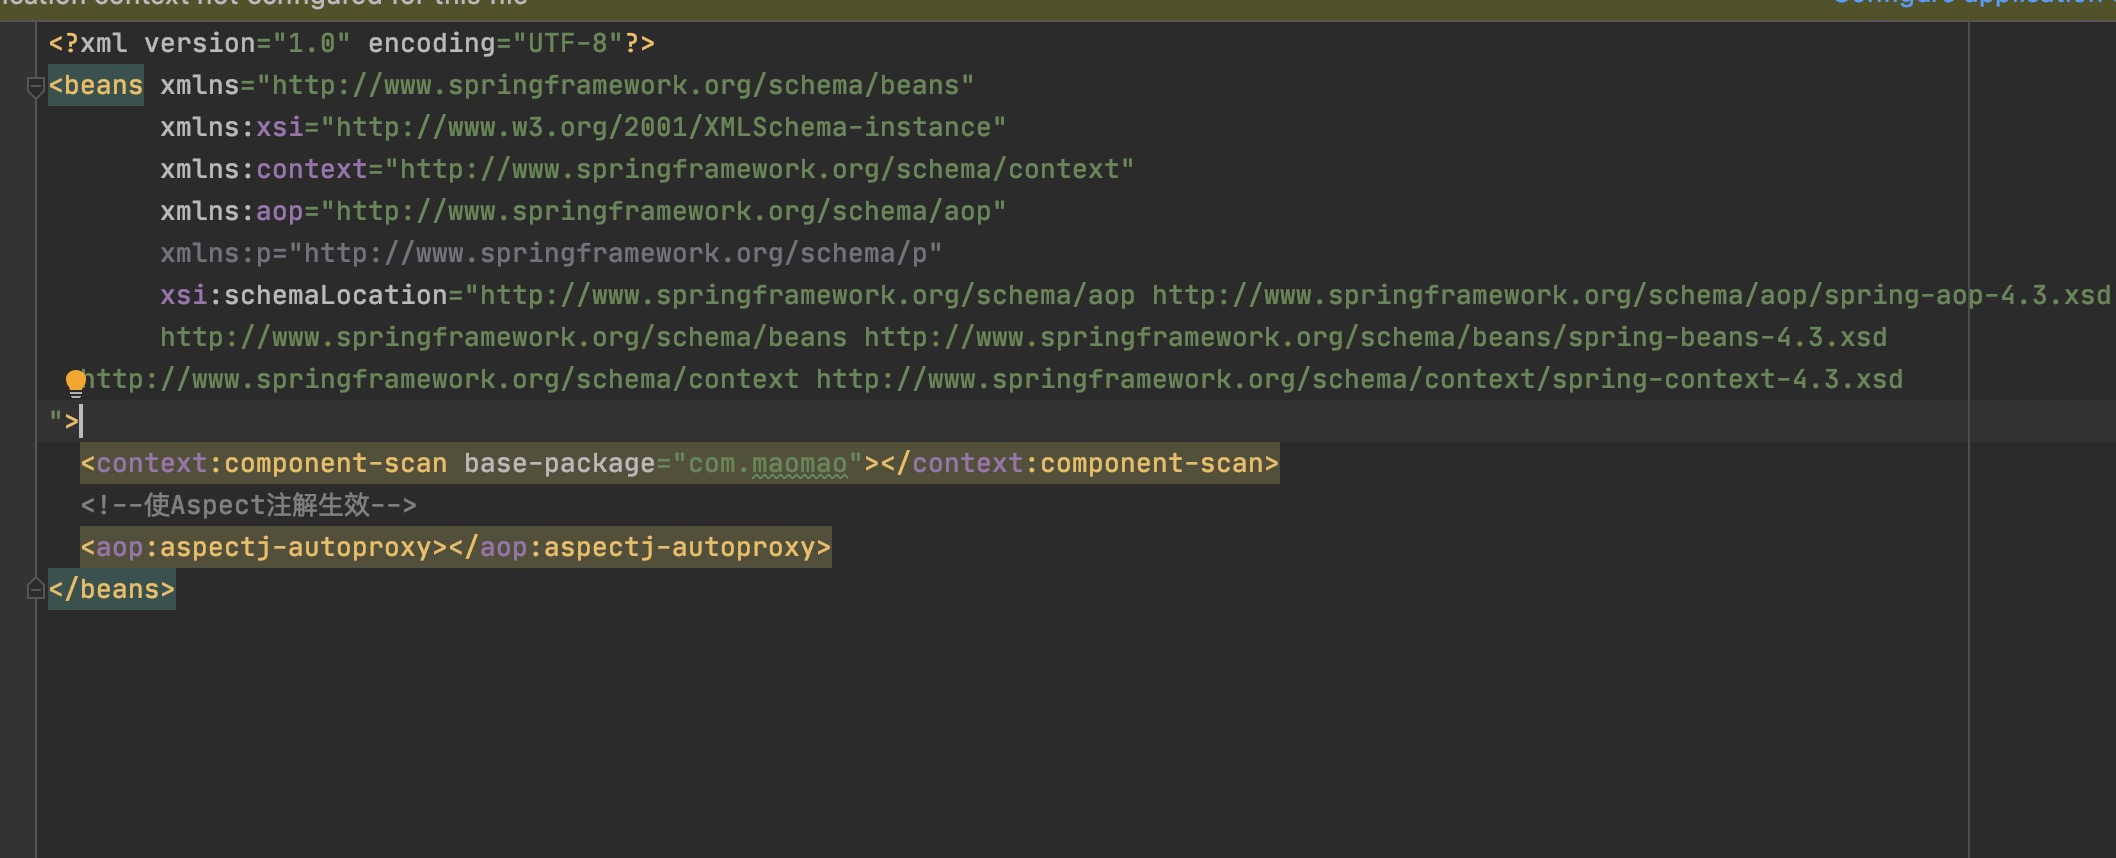 ication context not configured for this file
Configure application
<?xml version="1.0" encoding="UTF-8"?>
<beans xmlns="http://www.springframework.org/schema/beans"
xmlns:xsi="http://www.w3.org/2001/XMLSchema-instance"
xmlns:context="http://www.springframework.org/schema/context"
xmlns:aop="http://www.springframework.org/schema/aop"
xmlns:p="http://www.springframework.org/schema/p"
xsi:schemaLocation="http://www.springframework.org/schema/aop http://www.springframework.org/schema/aop/spring-aop-4.3.xsd
http://www.springframework.org/schema/beans http://www.springframework.org/schema/beans/spring-beans-4.3.xsd
http://www.springframework.org/schema/context http://www.springframework.org/schema/context/spring-context-4.3.xsd
">
<context:component-scan base-package="com.maomao"></context:component-scan>
<!--使Aspect注解生效-->
<aop:aspectj-autoproxy></aop:aspectj-autoproxy>
</beans>